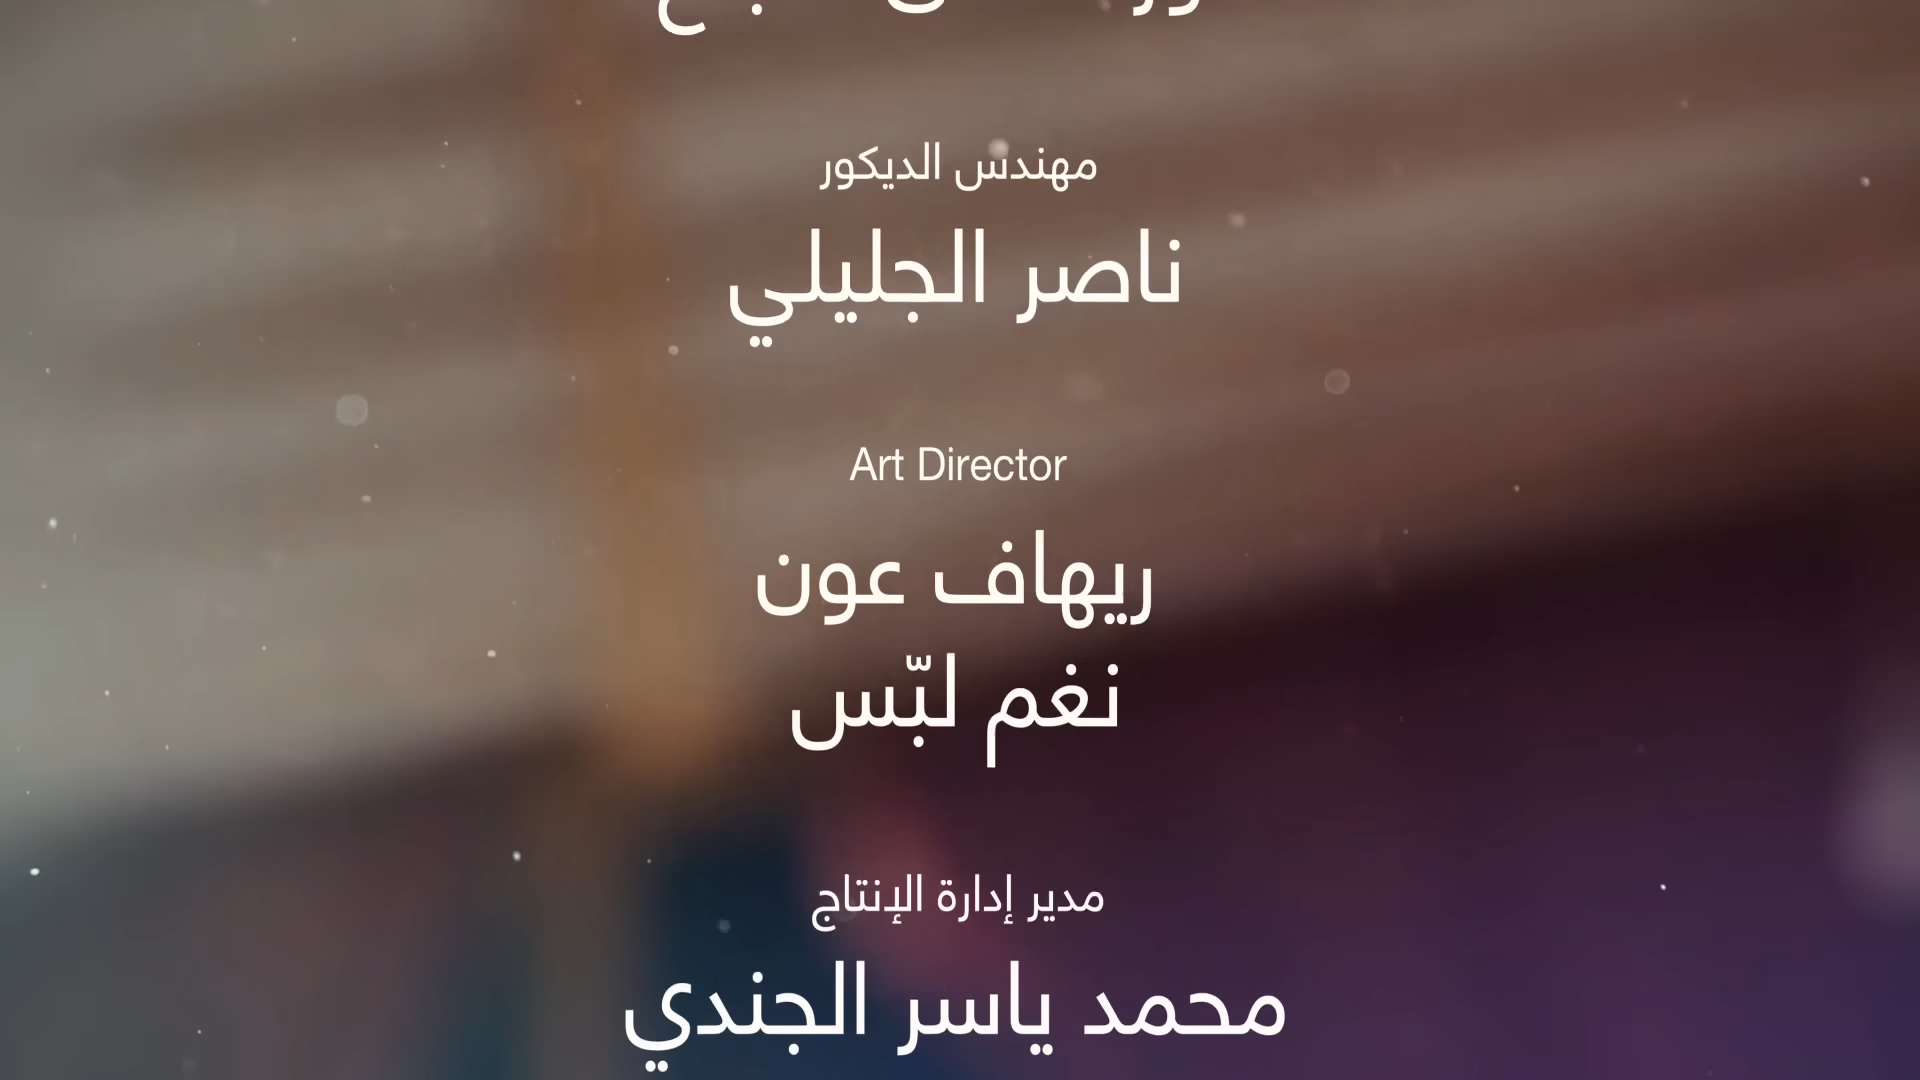 مهندس الديكور
ناصر الجليلي
Art Director
ريهاف عون
نغم لبّس
مدير إدارة الإنتاج
محمد ياسر الجندي